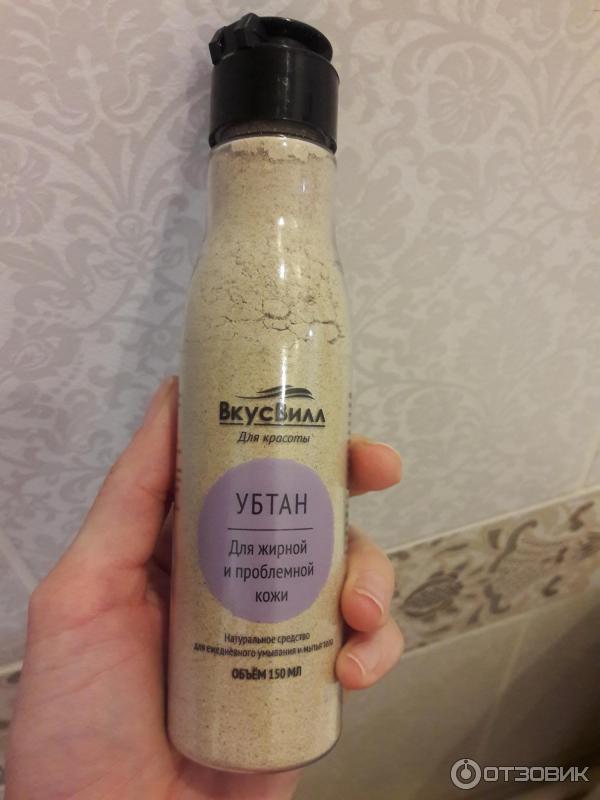 ВкусВилл
Для красоты
УБТАН
Для жирной
и проблемной
кожи
Натуральное средство
для ежедневного умывания и мытья тела
ОБЪЁМ 150 МЛ
ОТЗОВИК